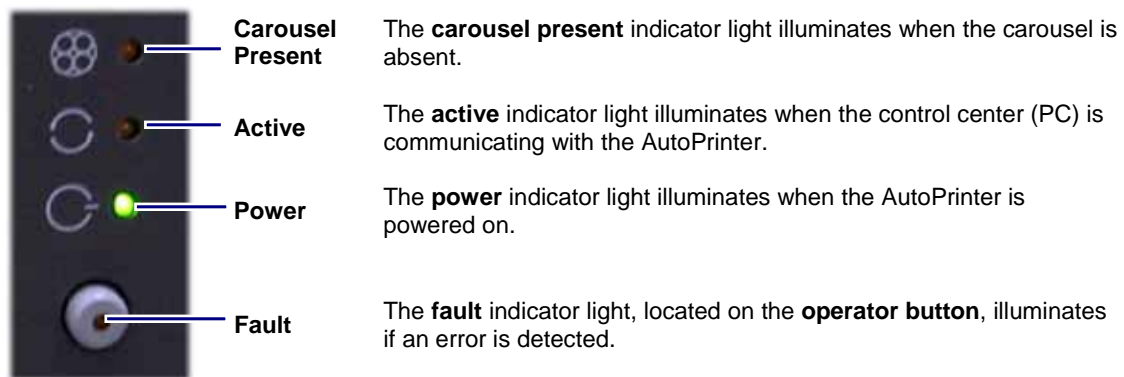 Carousel
Present
The carousel present indicator light illuminates when the carousel is
absent.
Active
The active indicator light illuminates when the control center (PC) is
communicating with the AutoPrinter.
Power
The power indicator light illuminates when the AutoPrinter is
powered on.
Fault
The fault indicator light, located on the operator button, illuminates
if an error is detected.